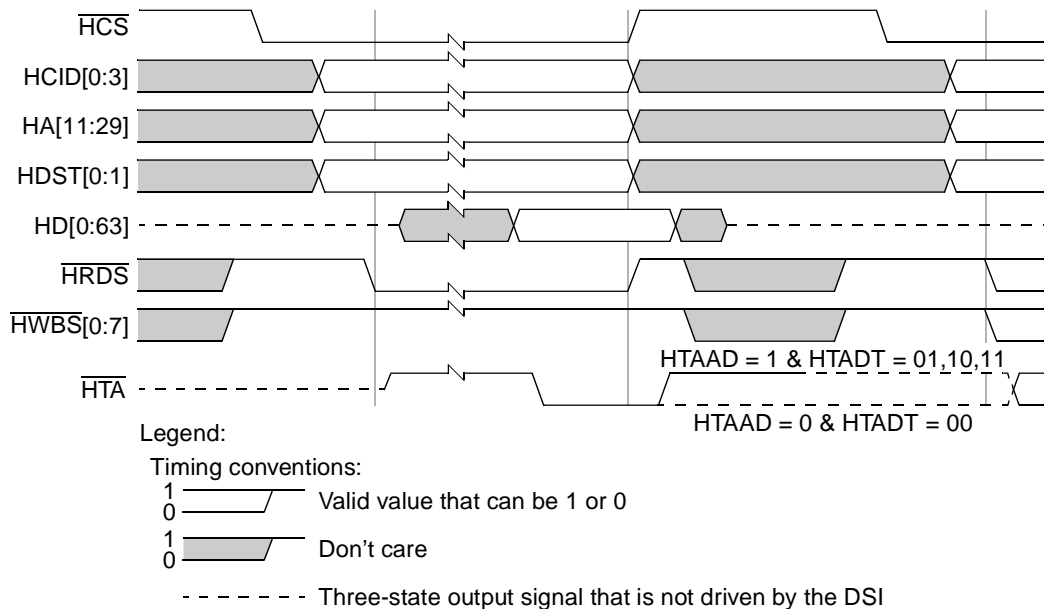 HCS
HCID[0:3]
HA[11:29]
HDST[0:1]
HD[0:63]
HRDS
HWBS[0:7]
HTAAD = 1 & HTADT = 01,10,11
HTA
HTAAD = 0 & HTADT = 00
Legend:
Timing conventions:
1
0
Valid value that can be 1 or 0
1
0
Don't care
Three-state output signal that is not driven by the DSI